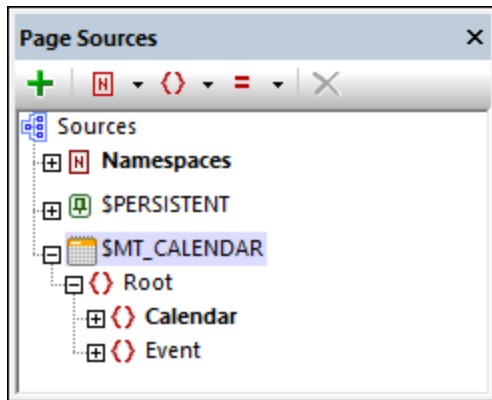 Page Sources
Sources
Namespaces
$PERSISTENT
$MT_CALENDAR
Root
Calendar
Event